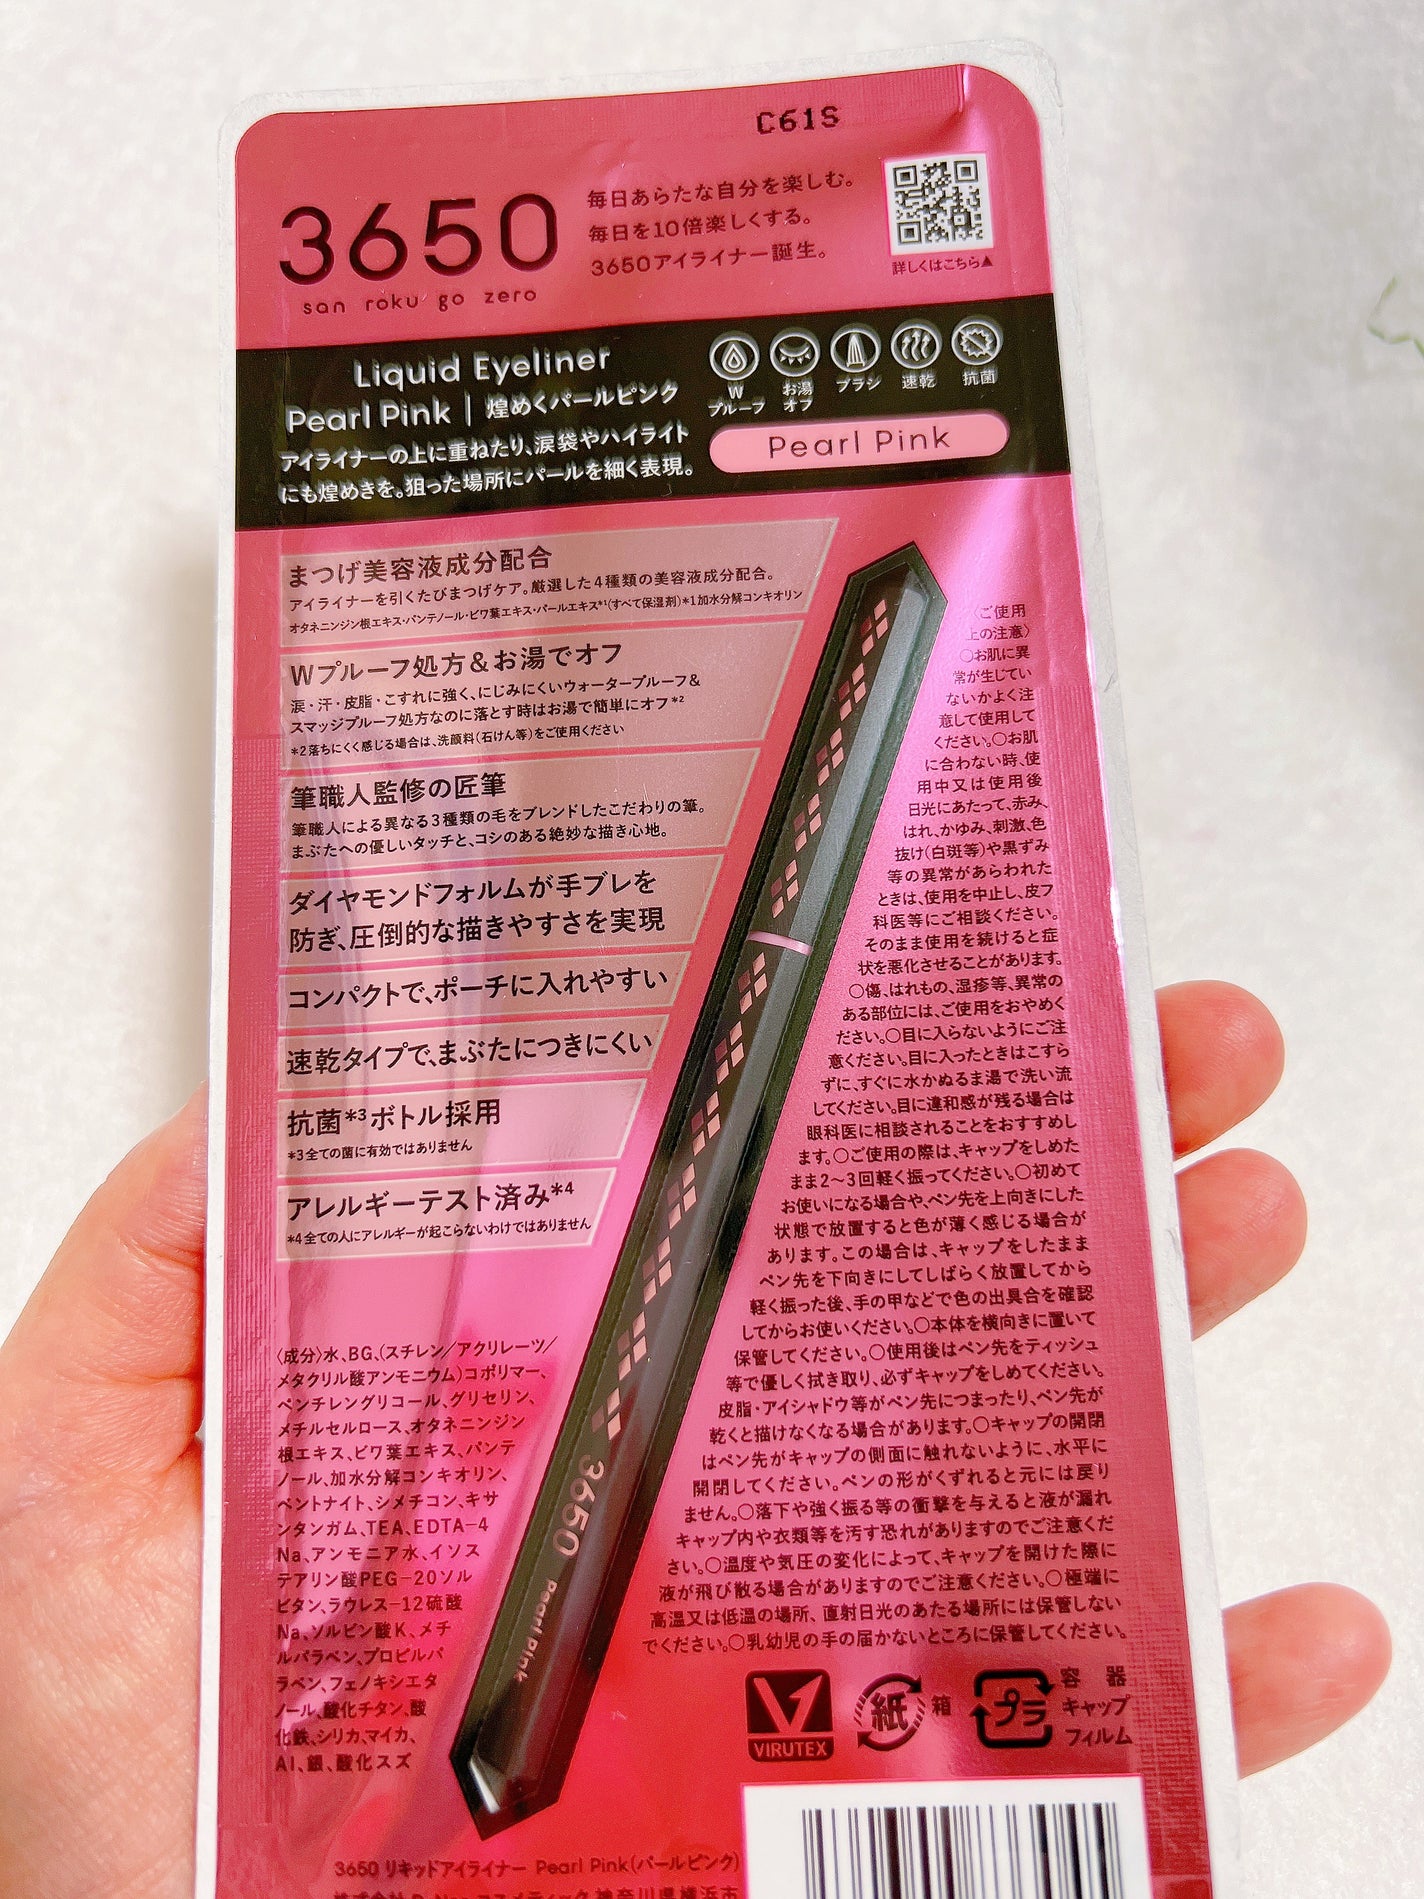 C61S
3650
san roku go zero
毎日あらたな自分を楽しむ。
毎日を10倍楽しくする。
3650アイライナー誕生。
詳しくはこちら▲
Liquid Eyeliner
Pearl Pink | 煌めくパールピンク
アイライナーの上に重ねたり、涙袋やハイライト
にも煌めきを。狙った場所にパールを細く表現。
W
プルーフ
お湯
オフ
ブラシ
速乾
抗菌
Pearl Pink
まつげ美容液成分配合
アイライナーを引くたびまつげケア。厳選した4種類の美容液成分配合。
オタネニンジン根エキス・パンテノール・ビワ葉エキス・パールエキス*1(すべて保湿剤)*1加水分解コンキオリン
Wプルーフ処方&お湯でオフ
涙・汗・皮脂・こすれに強く、にじみにくいウォータープルーフ&
スマッジプルーフ処方なのに落とす時はお湯で簡単にオフ*2
*2落ちにくく感じる場合は、洗顔料(石けん等)をご使用ください
筆職人監修の匠筆
筆職人による異なる3種類の毛をブレンドしたこだわりの筆。
まぶたへの優しいタッチと、コシのある絶妙な描き心地。
ダイヤモンドフォルムが手ブレを
防ぎ、圧倒的な描きやすさを実現
コンパクトで、ポーチに入れやすい
速乾タイプで、まぶたにつきにくい
抗菌*3ボトル採用
*3全ての菌に有効ではありません
アレルギーテスト済み*4
*4全ての人にアレルギーが起こらないわけではありません
〈成分〉水、BG、(スチレン/アクリレーツ/
メタクリル酸アンモニウム)コポリマー、
ペンチレングリコール、グリセリン、
メチルセルロース、オタネニンジン
根エキス、ビワ葉エキス、パンテ
ノール、加水分解コンキオリン、
ベントナイト、シメチコン、キサ
ンタンガム、TEA、EDTA-4
Na、アンモニア水、イソス
テアリン酸PEG-20ソル
ビタン、ラウレス-12硫酸
Na、ソルビン酸K、メチ
ルパラベン、プロピルパ
ラベン、フェノキシエタ
ノール、酸化チタン、酸
化鉄、シリカ、マイカ、
Al、銀、酸化スズ
3650
Pearl Pink
〈ご使用
上の注意〉
○お肌に異
常が生じてい
ないかよく注
意して使用して
ください。○お肌
に合わない時、使
用中又は使用後
日光にあたって、赤み、
はれ、かゆみ、刺激、色
抜け(白斑等)や黒ずみ
等の異常があらわれた
ときは、使用を中止し、皮フ
科医等にご相談ください。
そのまま使用を続けると症
状を悪化させることがあります。
○傷、はれもの、湿疹等、異常の
ある部位には、ご使用をおやめく
ださい。○目に入らないようにご注
意ください。目に入ったときはこすら
ずに、すぐに水かぬるま湯で洗い流
してください。目に違和感が残る場合は
眼科医に相談されることをおすすめし
ます。○ご使用の際は、キャップをしめた
まま2〜3回軽く振ってください。○初めて
お使いになる場合や、ペン先を上向きにした
状態で放置すると色が薄く感じる場合が
あります。この場合は、キャップをしたまま
ペン先を下向きにしてしばらく放置してから
軽く振った後、手の甲などで色の出具合を確認
してからお使いください。○本体を横向きに置いて
保管してください。○使用後はペン先をティッシュ
等で優しく拭き取り、必ずキャップをしめてください。
皮脂・アイシャドウ等がペン先につまったり、ペン先が
乾くと描けなくなる場合があります。○キャップの開閉
はペン先がキャップの側面に触れないように、水平に
開閉してください。ペンの形がくずれると元には戻り
ません。○落下や強く振る等の衝撃を与えると液が漏れ
キャップ内や衣類等を汚す恐れがありますのでご注意くだ
さい。○温度や気圧の変化によって、キャップを開けた際に
液が飛び散る場合がありますのでご注意ください。○極端に
高温又は低温の場所、直射日光のあたる場所には保管しない
でください。○乳幼児の手の届かないところに保管してください。
VIRUTEX
紙
箱
プラ
容器
キャップ
フィルム
3650 リキッドアイライナー Pearl Pink(パールピンク)